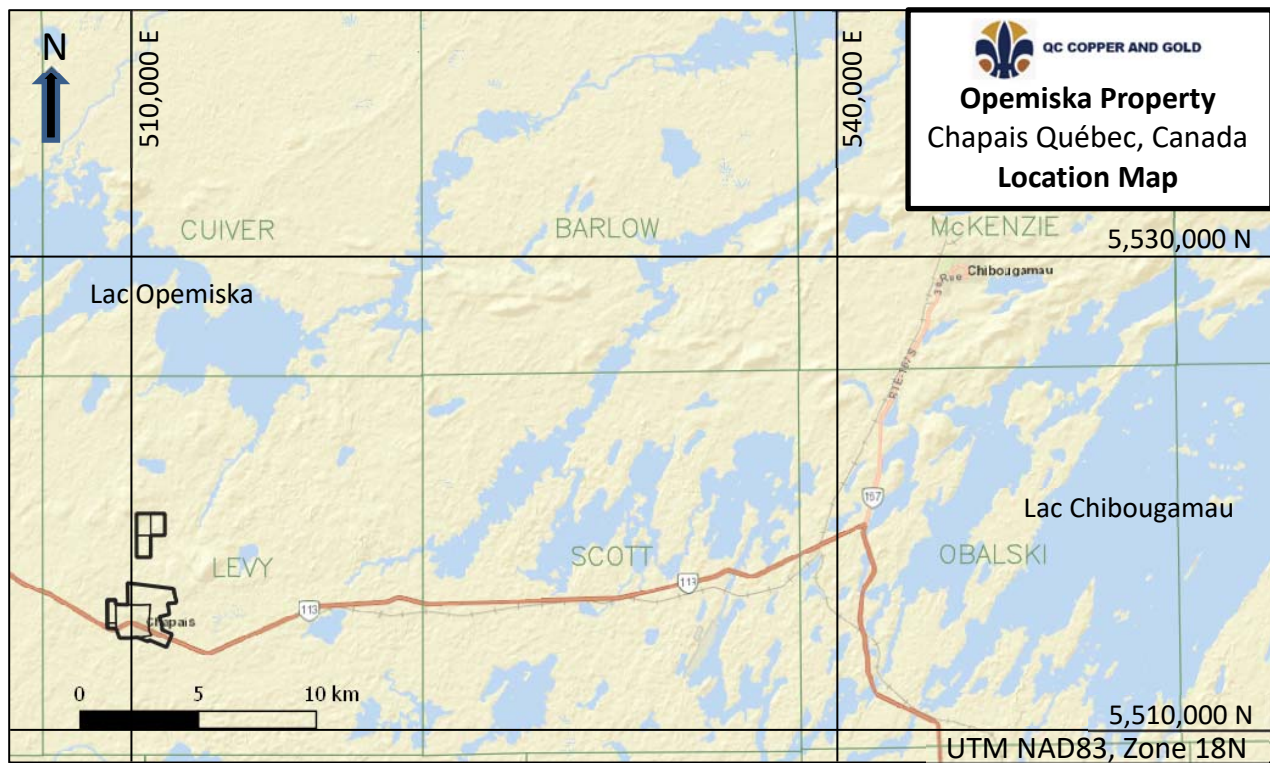 N
510,000 E
540,000 E
QC COPPER AND GOLD
Opemiska Property
Chapais Québec, Canada
Location Map
CUIVER
BARLOW
McKENZIE
5,530,000 N
Chibougamau
Lac Opemiska
167
Lac Chibougamau
LEVY
SCOTT
OBALSKI
113
113
Chapais
0 5 10 km
5,510,000 N
UTM NAD83, Zone 18N